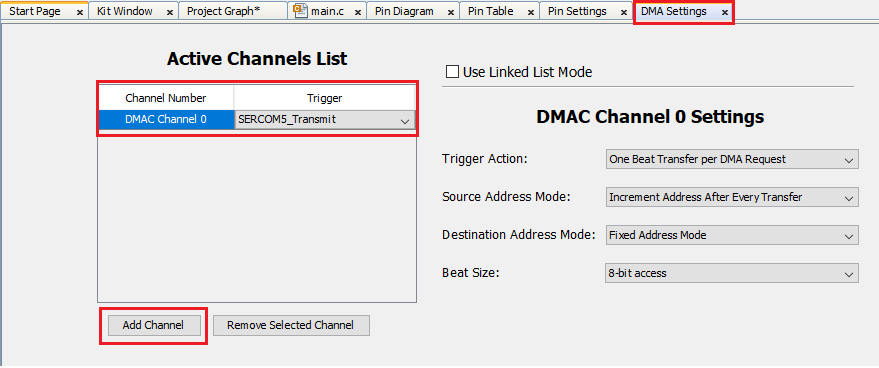 Start Page Kit Window Project Graph* main.c Pin Diagram Pin Table Pin Settings DMA Settings
Active Channels List
Channel Number Trigger
DMAC Channel 0 SERCOM5_Transmit
Add Channel Remove Selected Channel
Use Linked List Mode
DMAC Channel 0 Settings
Trigger Action: One Beat Transfer per DMA Request
Source Address Mode: Increment Address After Every Transfer
Destination Address Mode: Fixed Address Mode
Beat Size: 8-bit access